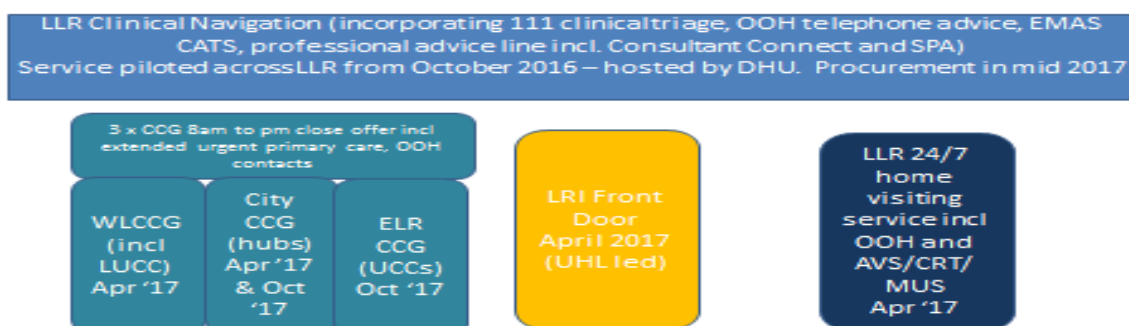 LLR Clinical Navigation (incorporating 111 clinicaltriage, OOH telephone advice, EMAS
CATS, professional advice line incl. Consultant Connect and SPA)
Service piloted acrossLLR from October 2016 – hosted by DHU.  Procurement in mid 2017
3 x CCG 8am to pm close offer incl
extended urgent primary care, OOH
contacts
WLCCG
(incl
LUCC)
Apr ‘17
City
CCG
(hubs)
Apr ‘17
& Oct
‘17
ELR
CCG
(UCCs)
Oct ‘17
LRI Front
Door
April 2017
(UHL led)
LLR 24/7
home
visiting
service incl
OOH and
AVS/CRT/
MUS
Apr ‘17